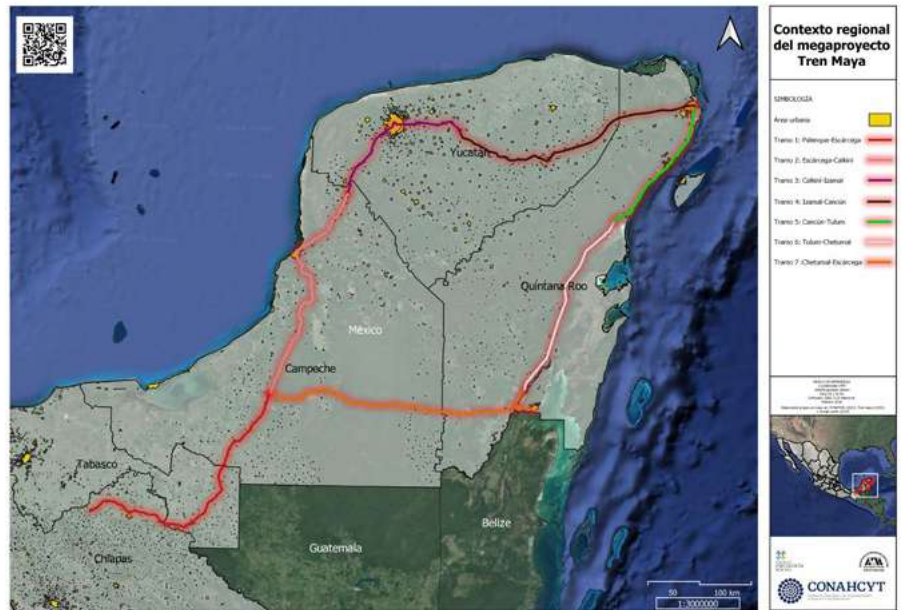 Contexto regional
del megaproyecto
Tren Maya
SIMBOLOGÍA
Área urbana
Tramo 1: Palenque-Escárcega
Tramo 2: Escárcega-Calkiní
Tramo 3: Calkiní-Izamal
Tramo 4: Izamal-Cancún
Tramo 5: Cancún-Tulum
Tramo 6: Tulum-Chetumal
Tramo 7: Chetumal-Escárcega
Yucatán
Quintana Roo
México
Campeche
Tabasco
Chiapas
Guatemala
Belize
50 100 km
1:3000000
CONAHCYT